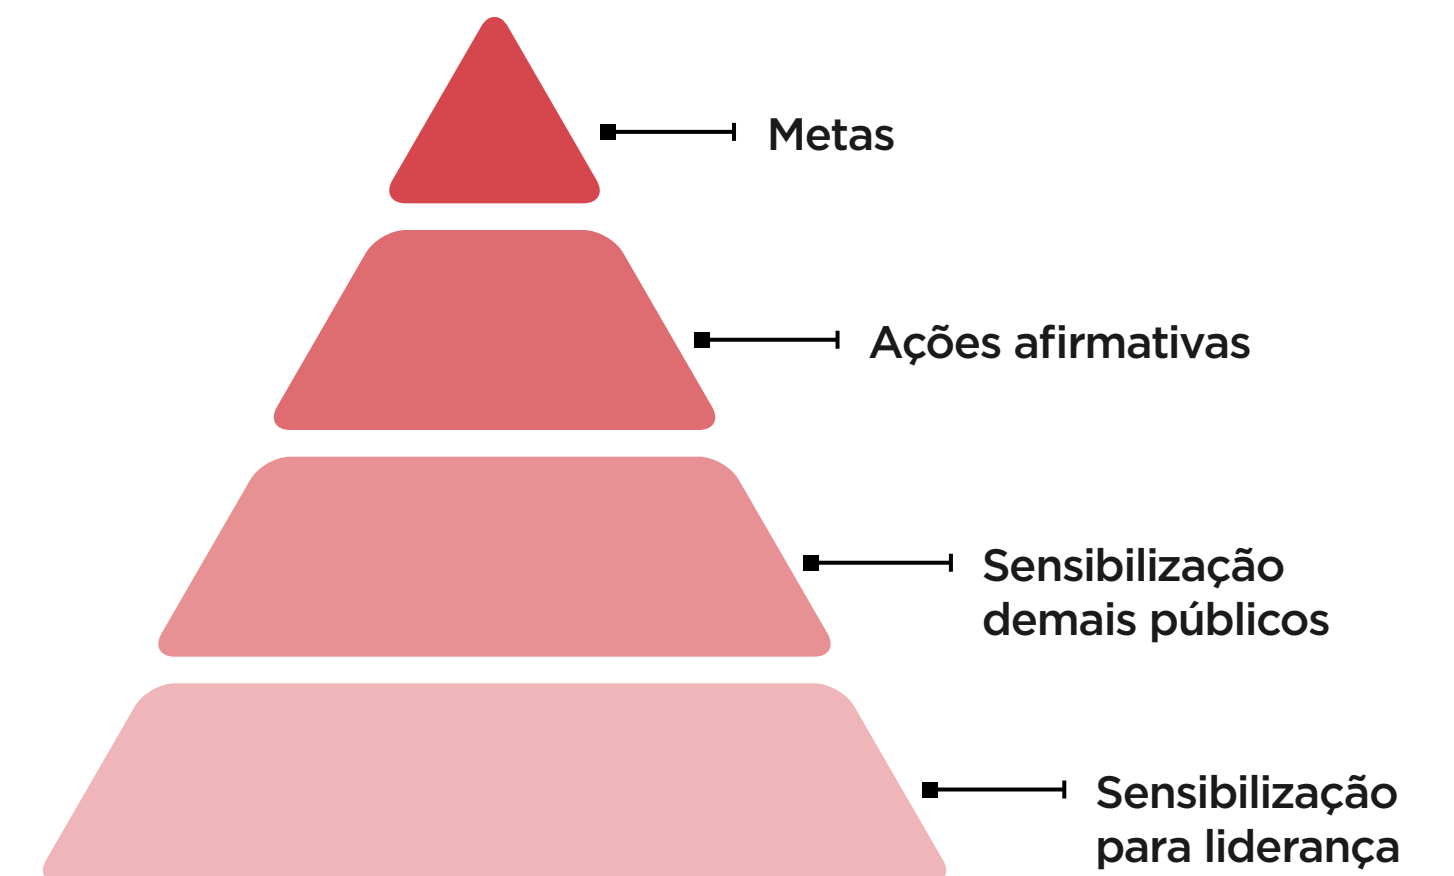 Metas
Ações afirmativas
Sensibilização
demais públicos
Sensibilização
para liderança